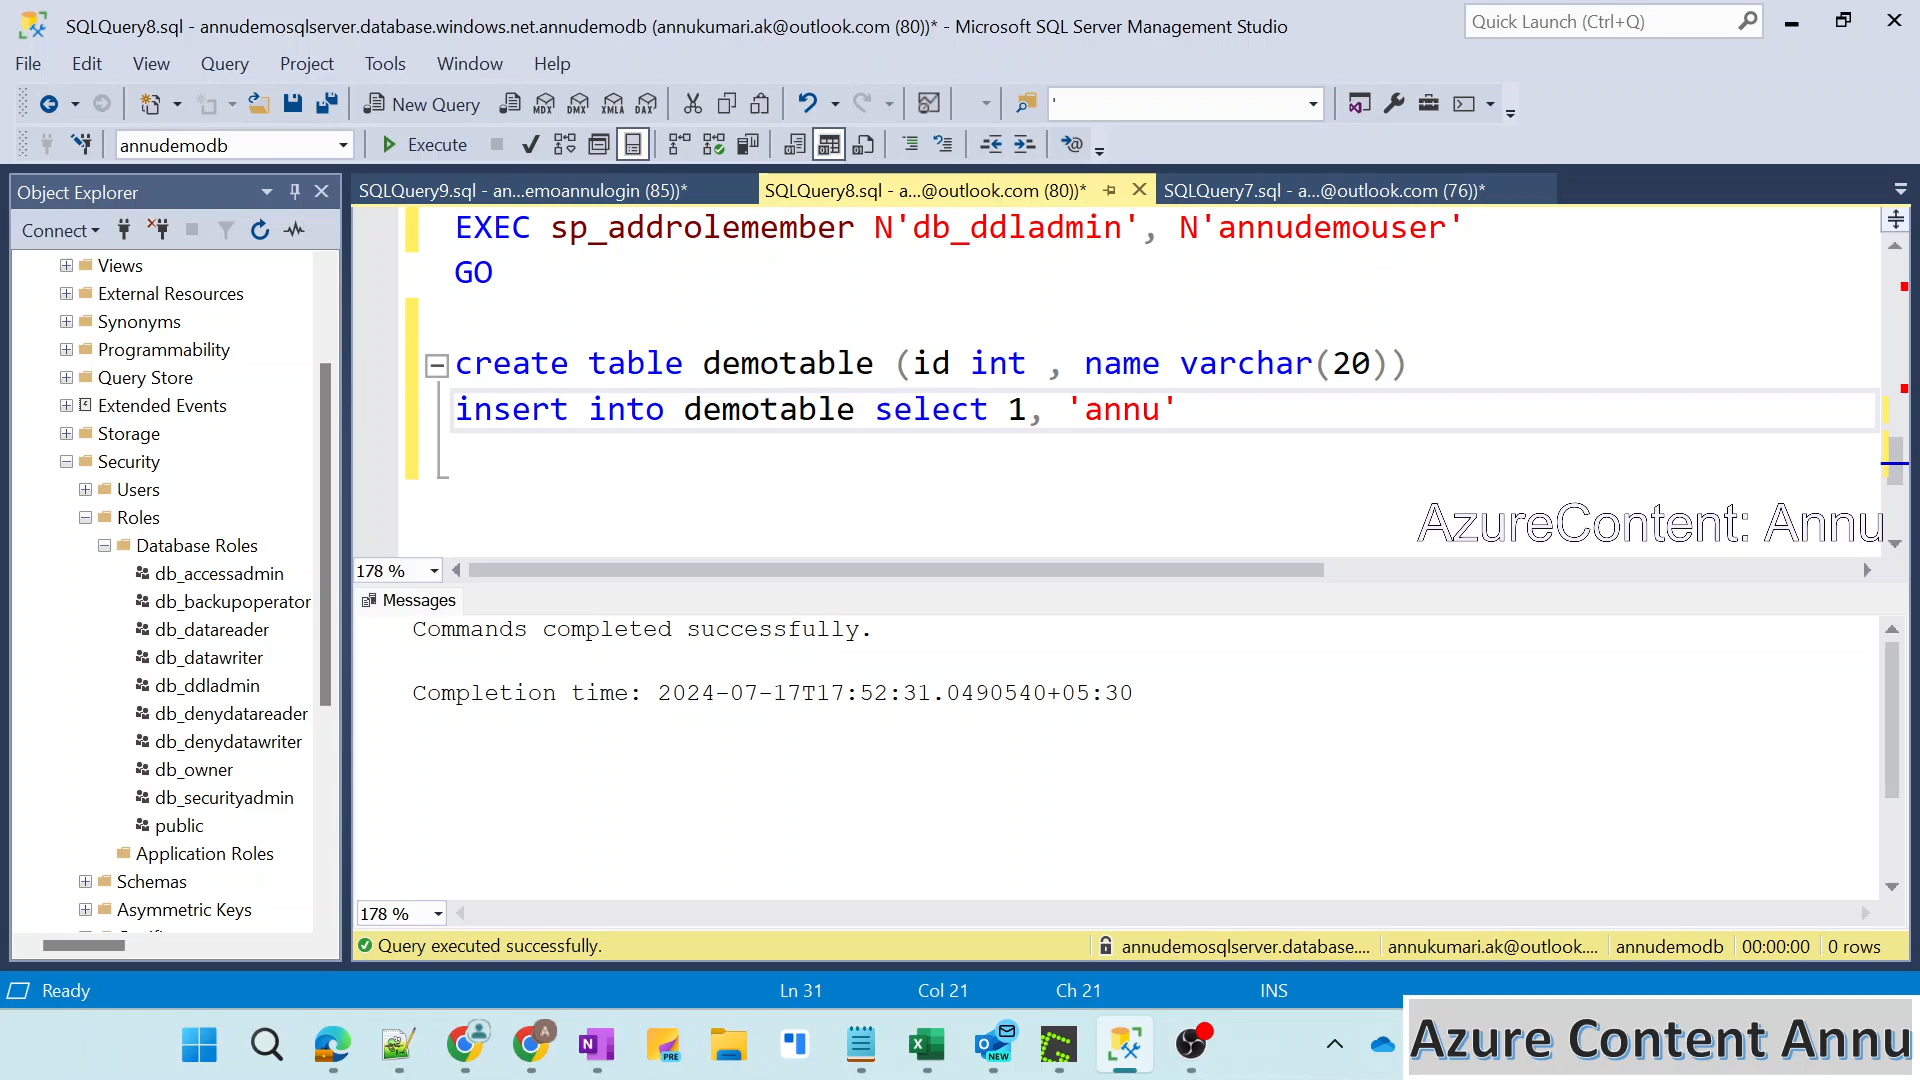 SQLQuery8.sql - annudemosqlserver.database.windows.net.annudemodb (annukumari.ak@outlook.com (80))* - Microsoft SQL Server Management Studio
Quick Launch (Ctrl+Q)
File Edit View Query Project Tools Window Help
New Query MDX DMX XMLA DAX '
annudemodb Execute
Object Explorer
SQLQuery9.sql - an...emoannulogin (85))* SQLQuery8.sql - a...@outlook.com (80))* SQLQuery7.sql - a...@outlook.com (76))*
Connect
Views
External Resources
Synonyms
Programmability
Query Store
Extended Events
Storage
Security
Users
Roles
Database Roles
db_accessadmin
db_backupoperator
db_datareader
db_datawriter
db_ddladmin
db_denydatareader
db_denydatawriter
db_owner
db_securityadmin
public
Application Roles
Schemas
Asymmetric Keys
EXEC sp_addrolemember N'db_ddladmin', N'annudemouser'
GO
create table demotable (id int , name varchar(20))
insert into demotable select 1, 'annu'
AzureContent: Annu
178 %
Messages
Commands completed successfully.
Completion time: 2024-07-17T17:52:31.0490540+05:30
178 %
Query executed successfully. annudemosqlserver.database.... annukumari.ak@outlook.... annudemodb 00:00:00 0 rows
Ready Ln 31 Col 21 Ch 21 INS
A N PRE X O NEW
Azure Content Annu